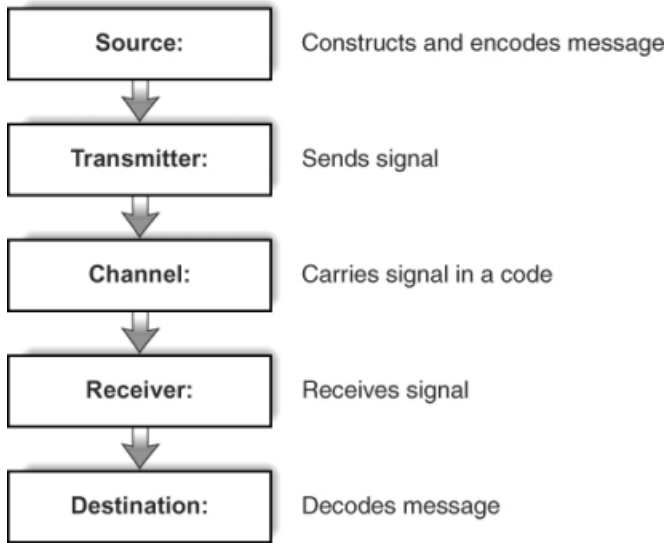 Source: Constructs and encodes message
Transmitter: Sends signal
Channel: Carries signal in a code
Receiver: Receives signal
Destination: Decodes message